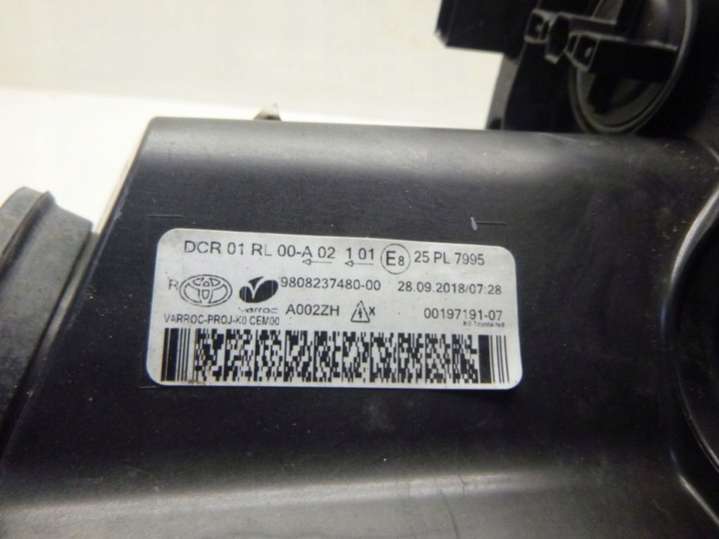 DCR 01 RL 00-A 02 1 01 E8 25 PL 7995
R 9808237480-00 28.09.2018/07:28
varroc A002ZH X 00197191-07
VARROC-PROJ-K0 CEM00